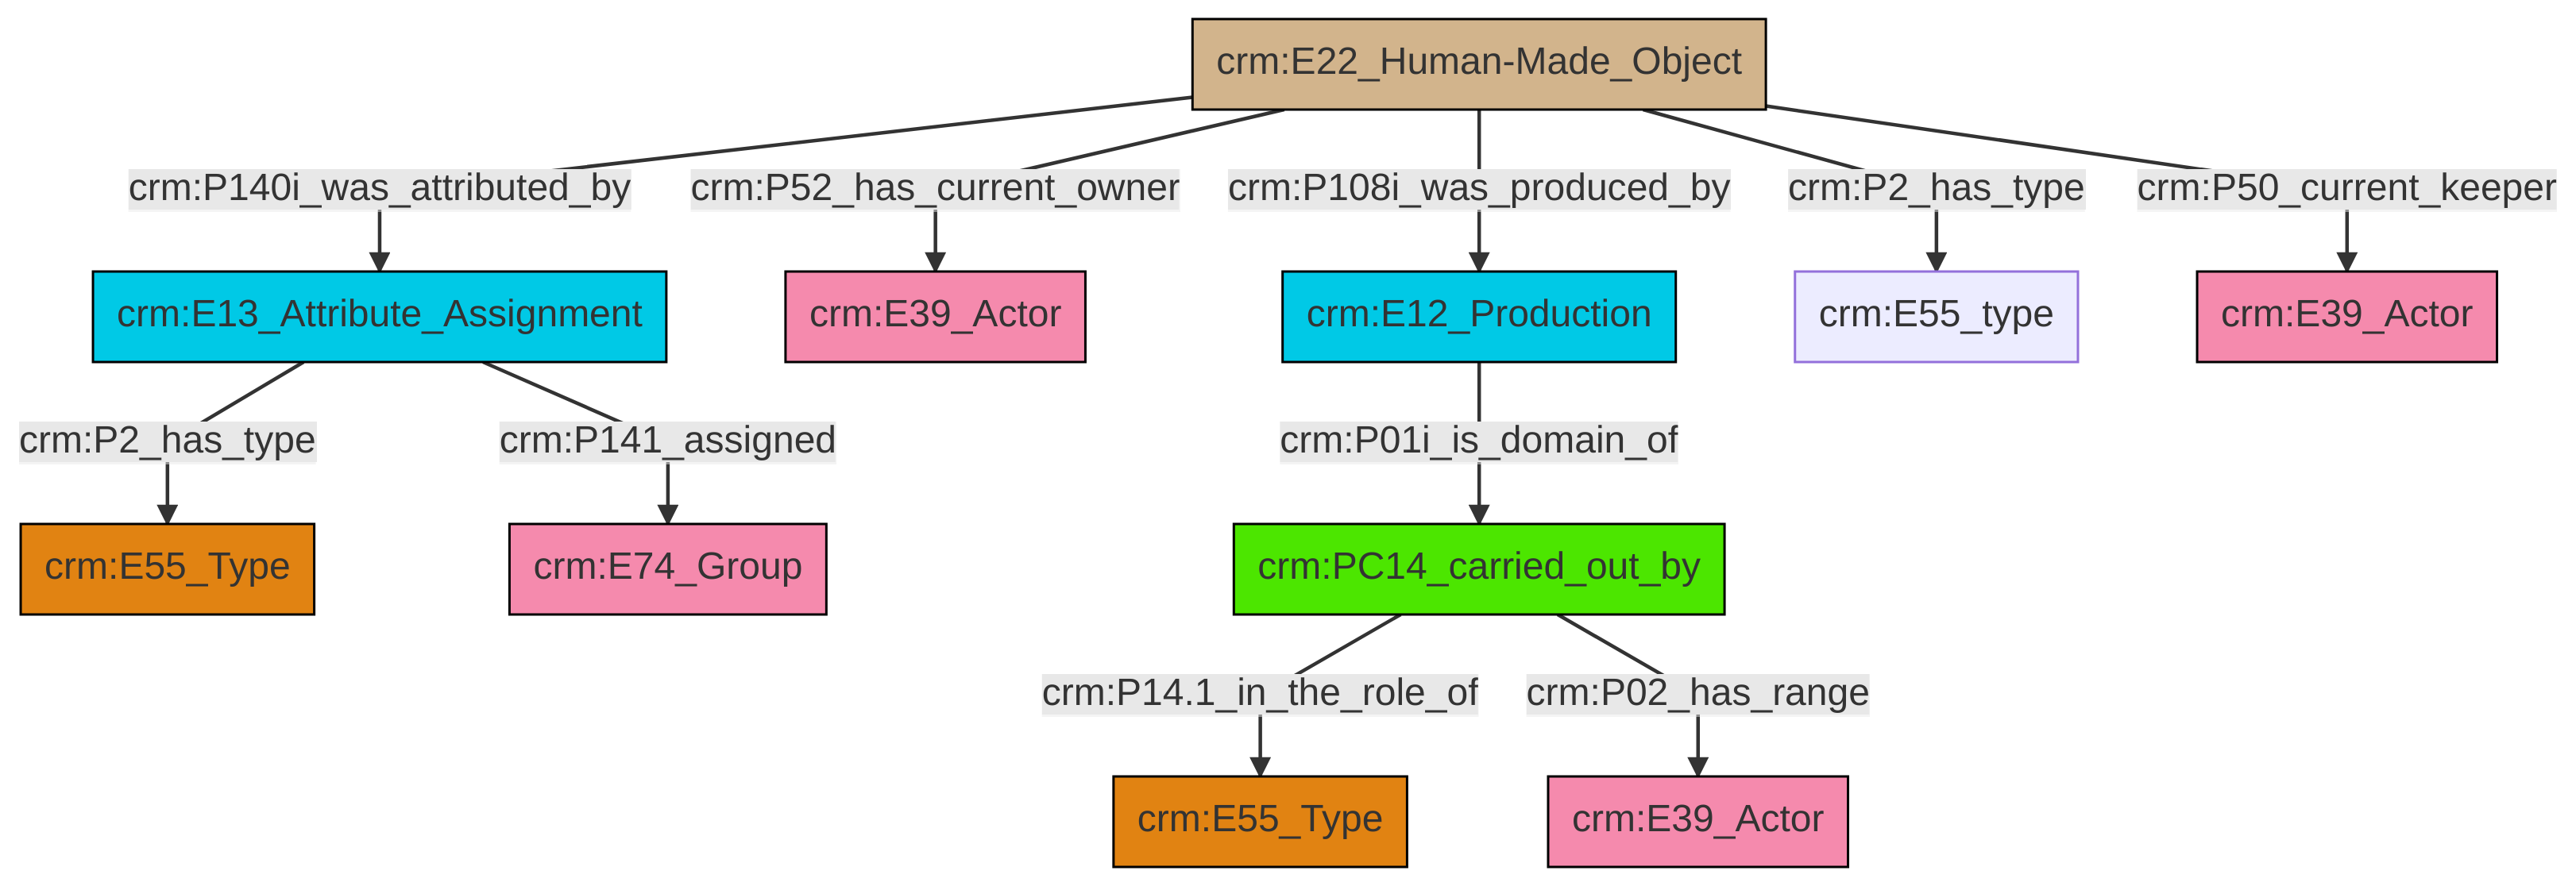 crm:E22_Human-Made_Object
crm:P140i_was_attributed_by
crm:P52_has_current_owner
crm:P108i_was_produced_by
crm:P2_has_type
crm:P50_current_keeper
crm:E13_Attribute_Assignment
crm:E39_Actor
crm:E12_Production
crm:E55_type
crm:E39_Actor
crm:P2_has_type
crm:P141_assigned
crm:P01i_is_domain_of
crm:E55_Type
crm:E74_Group
crm:PC14_carried_out_by
crm:P14.1_in_the_role_of
crm:P02_has_range
crm:E55_Type
crm:E39_Actor